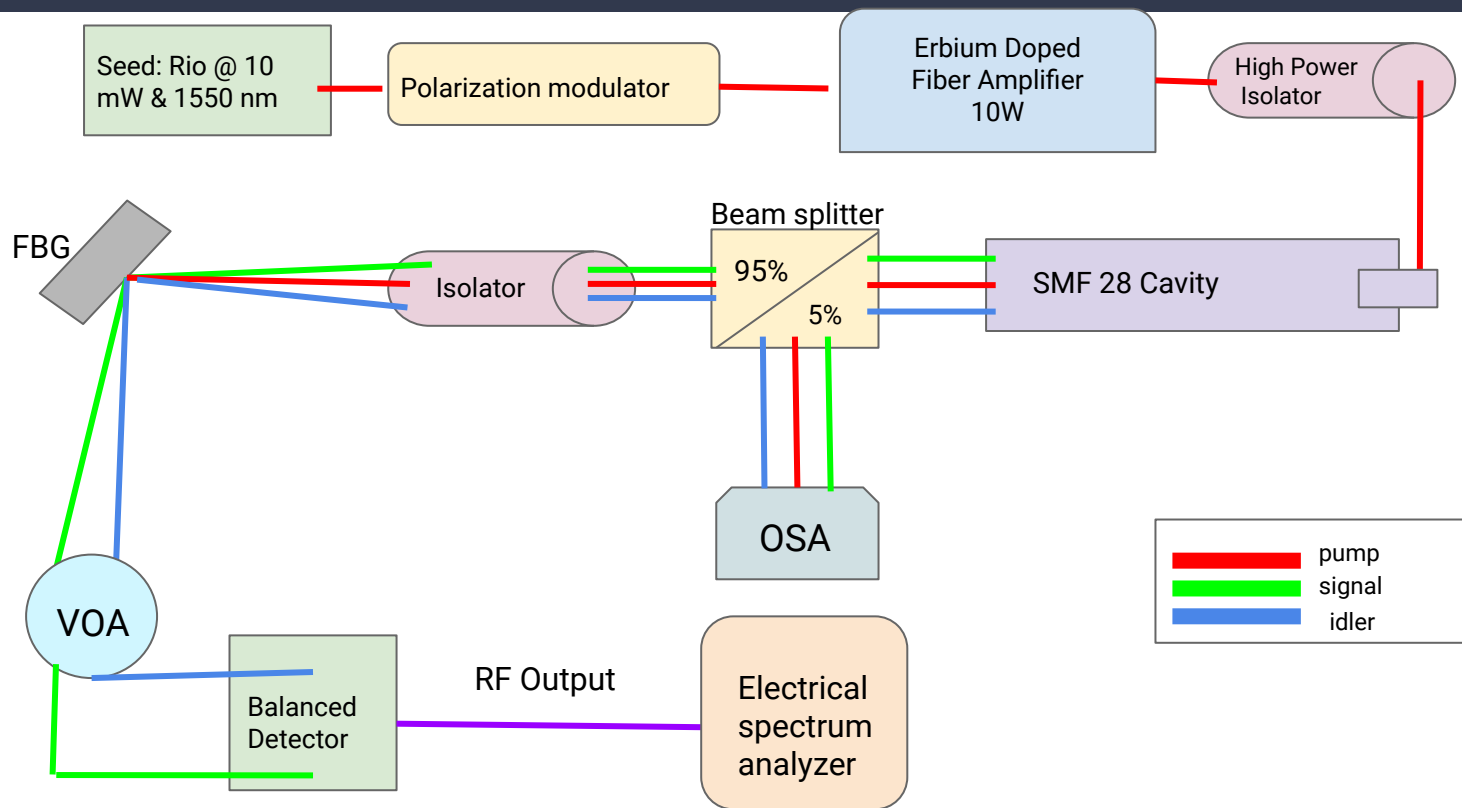 Seed: Rio @ 10
mW & 1550 nm
Polarization modulator
Erbium Doped
Fiber Amplifier
10W
High Power
Isolator
FBG
Isolator
Beam splitter
95%
5%
SMF 28 Cavity
OSA
pump
signal
idler
VOA
Balanced
Detector
RF Output
Electrical
spectrum
analyzer